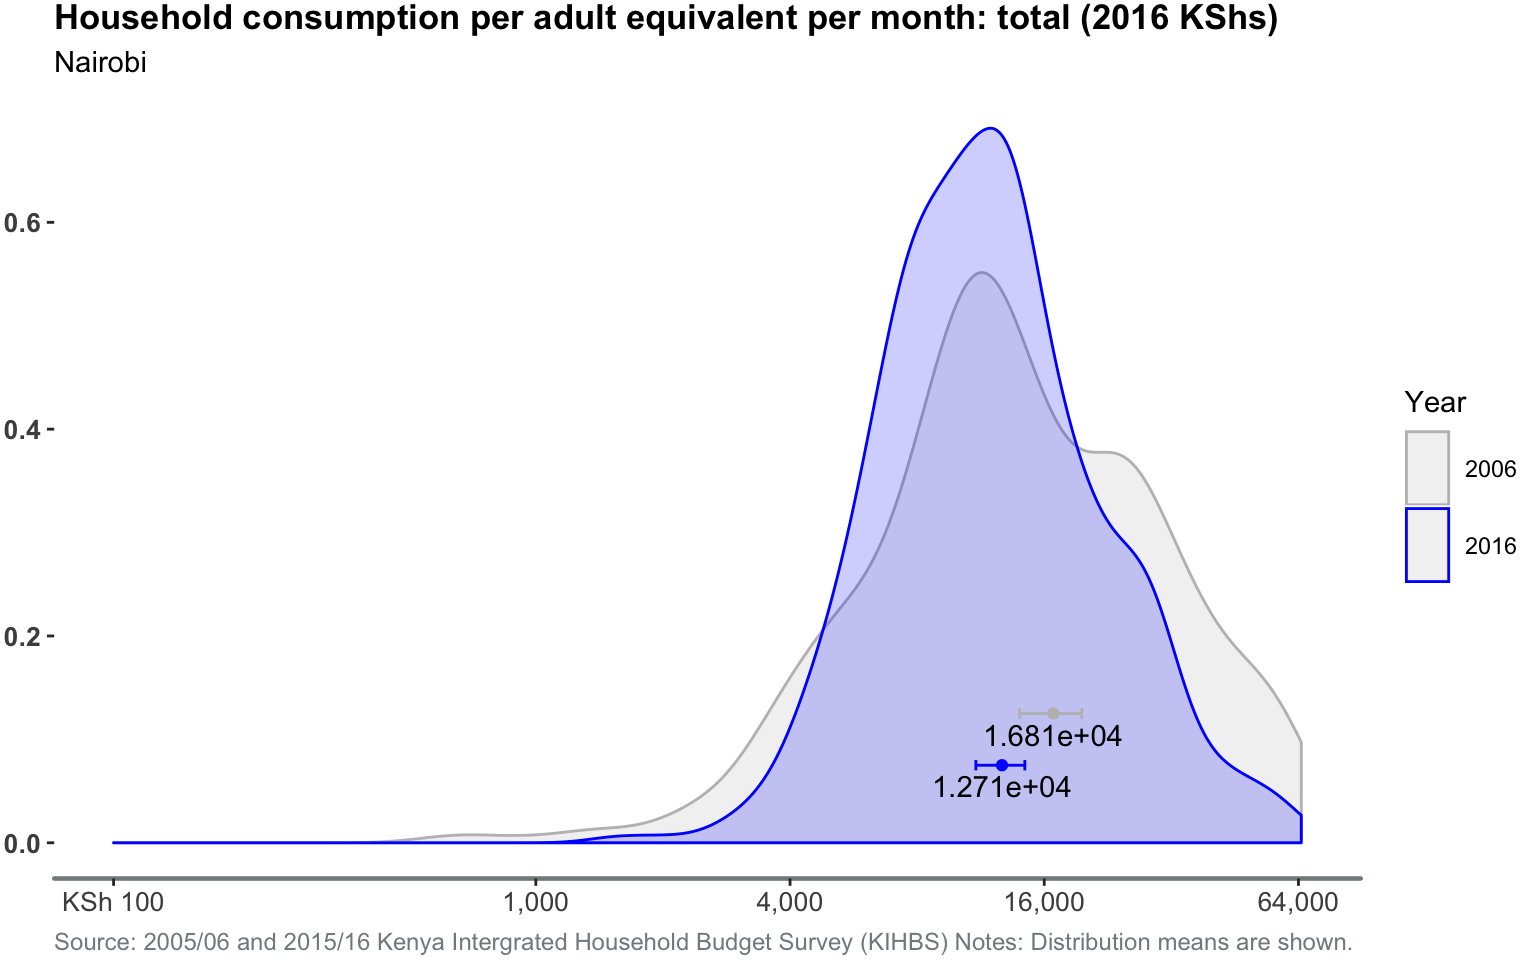 Household consumption per adult equivalent per month: total (2016 KShs)
Nairobi
0.6
0.4
0.2
0.0
1.681e+04
1.271e+04
Year
2006
2016
KSh 100 1,000 4,000 16,000 64,000
Source: 2005/06 and 2015/16 Kenya Intergrated Household Budget Survey (KIHBS) Notes: Distribution means are shown.